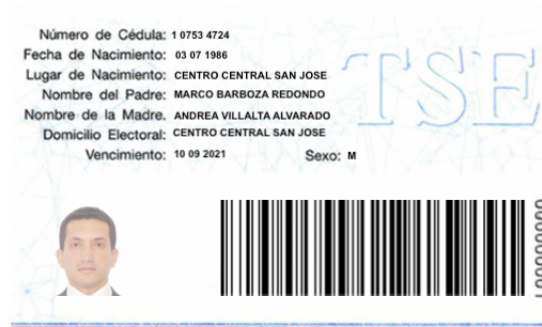 Número de Cédula: 1 0753 4724
Fecha de Nacimiento: 03 07 1986
Lugar de Nacimiento: CENTRO CENTRAL SAN JOSE
Nombre del Padre: MARCO BARBOZA REDONDO
Nombre de la Madre. ANDREA VILLALTA ALVARADO
Domicilio Electoral: CENTRO CENTRAL SAN JOSE
Vencimiento: 10 09 2021 Sexo: M
TSE